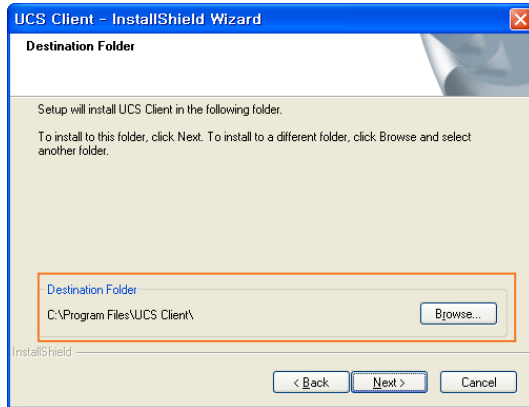 UCS Client - InstallShield Wizard
Destination Folder
Setup will install UCS Client in the following folder.
To install to this folder, click Next. To install to a different folder, click Browse and select
another folder.
Destination Folder
C:\Program Files\UCS Client\
Browse...
InstallShield
< Back
Next >
Cancel